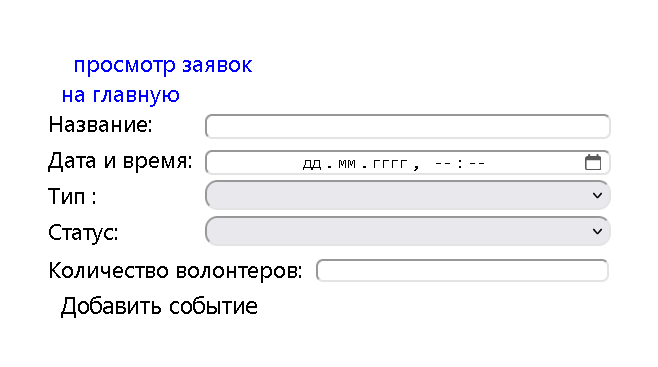 просмотр заявок
на главную
Название:
Дата и время: дд.мм.гггг, --:--
Тип :
Статус:
Количество волонтеров:
Добавить событие